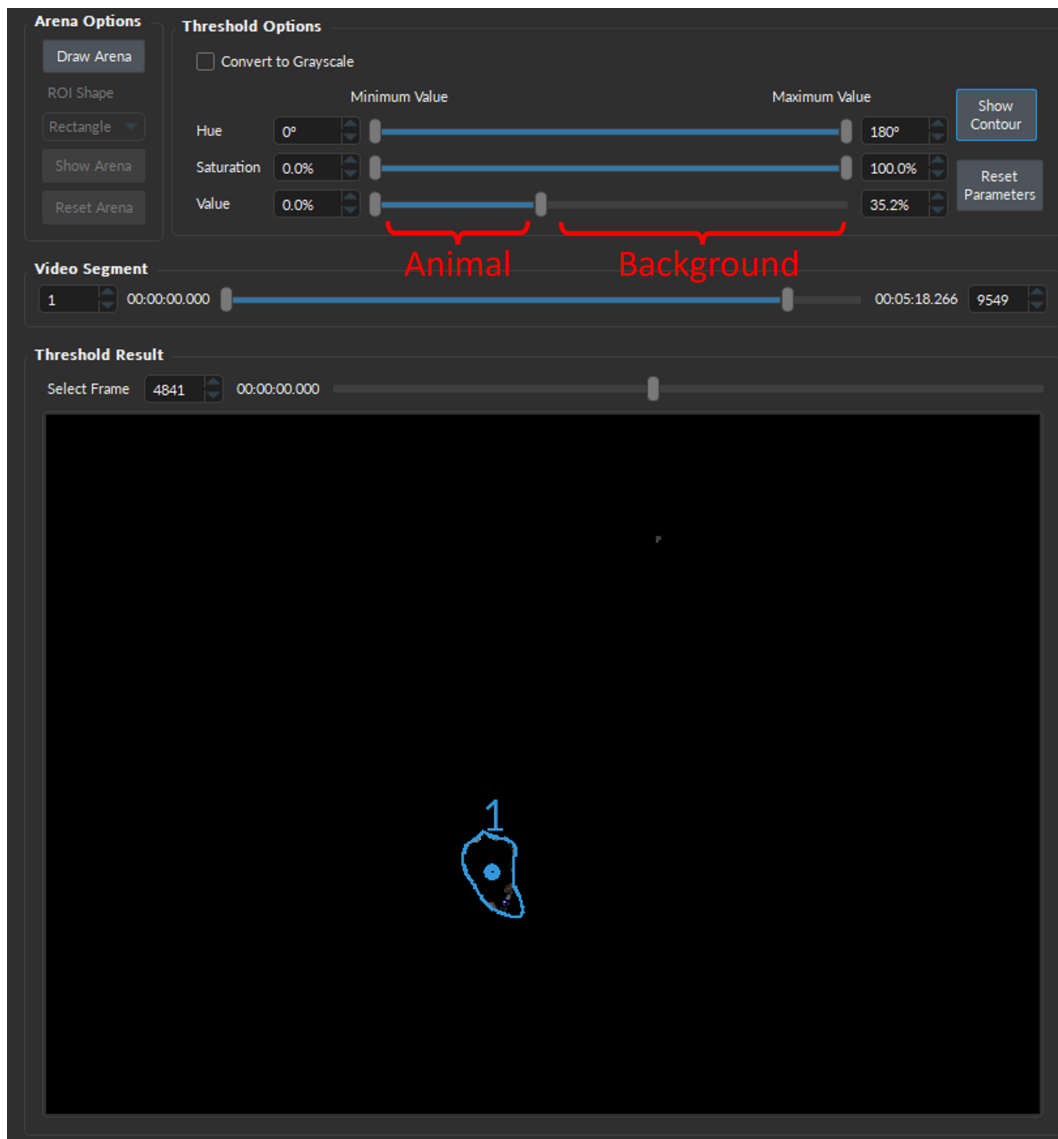 Arena Options
Draw Arena
ROI Shape
Rectangle
Show Arena
Reset Arena
Threshold Options
Convert to Grayscale
Minimum Value
Maximum Value
Hue 0º 180º
Saturation 0.0% 100.0%
Value 0.0% 35.2%
Show Contour
Reset Parameters
Animal
Background
Video Segment
1 00:00:00.000 00:05:18.266 9549
Threshold Result
Select Frame 4841 00:00:00.000
1